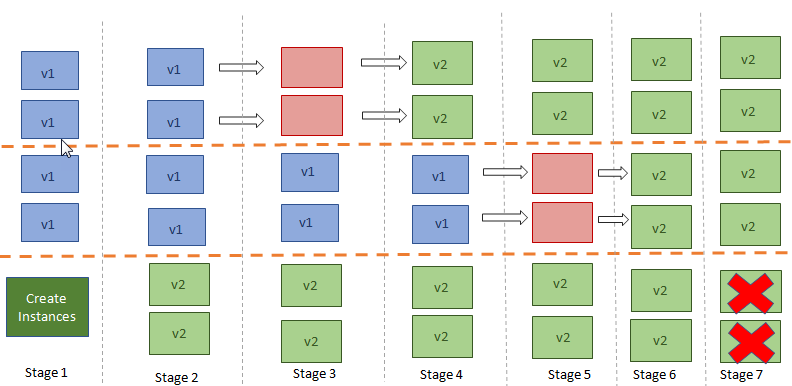 v1 v1 v2 v2 v2 v2
v1 v1 v2 v2 v2 v2
v1 v1 v1 v1 v2 v2
v1 v1 v1 v1 v2 v2
Create
Instances
v2 v2 v2 v2 v2
v2 v2 v2 v2 v2
Stage 1 Stage 2 Stage 3 Stage 4 Stage 5 Stage 6 Stage 7